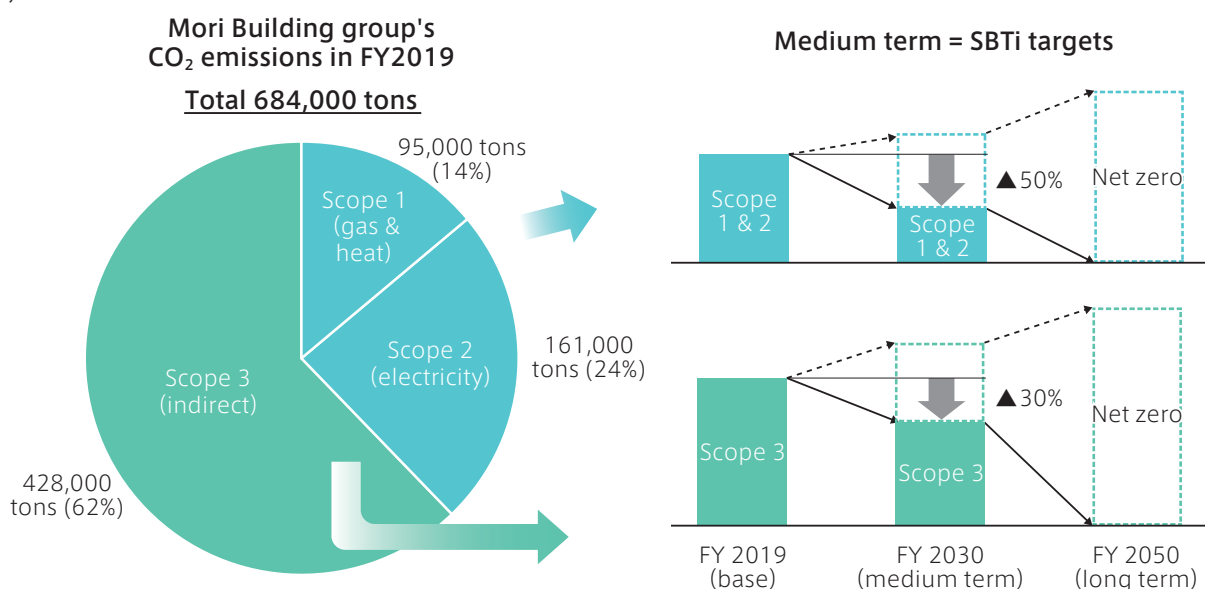 Mori Building group's
CO₂ emissions in FY2019
Total 684,000 tons
95,000 tons
(14%)
Scope 1
(gas &
heat)
Scope 2
(electricity)
161,000
tons (24%)
Scope 3
(indirect)
428,000
tons (62%)
Medium term = SBTi targets
Scope
1 & 2
Scope
1 & 2
▲50%
Net zero
Scope 3
Scope 3
▲30%
Net zero
FY 2019
(base)
FY 2030
(medium term)
FY 2050
(long term)